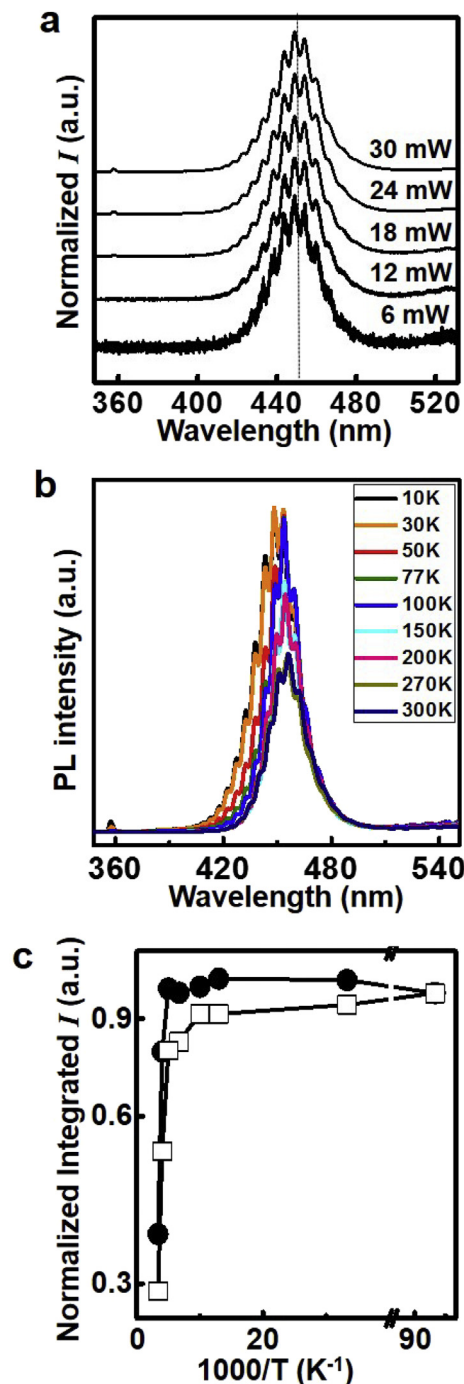 a
Normalized I (a.u.)
30 mW
24 mW
18 mW
12 mW
6 mW
360 400 440 480 520
Wavelength (nm)
b
PL intensity (a.u.)
10K
30K
50K
77K
100K
150K
200K
270K
300K
360 420 480 540
Wavelength (nm)
c
Normalized Integrated I (a.u.)
0.9
0.6
0.3
0 20 90
1000/T (K⁻¹)